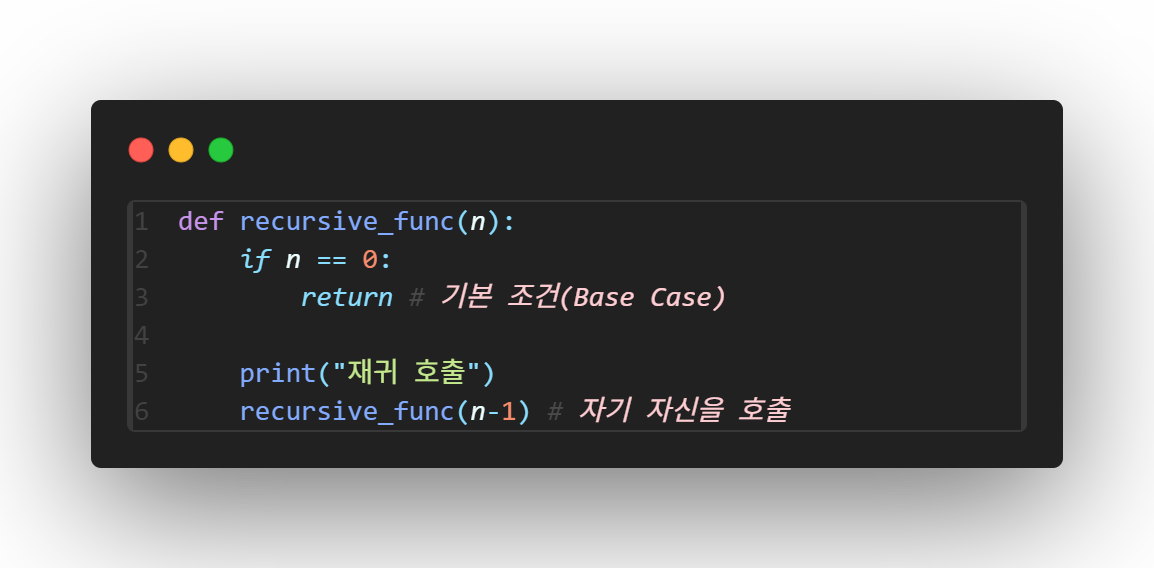 1 def recursive_func(n):
2     if n == 0:
3         return # 기본 조건(Base Case)
4
5     print("재귀 호출")
6     recursive_func(n-1) # 자기 자신을 호출